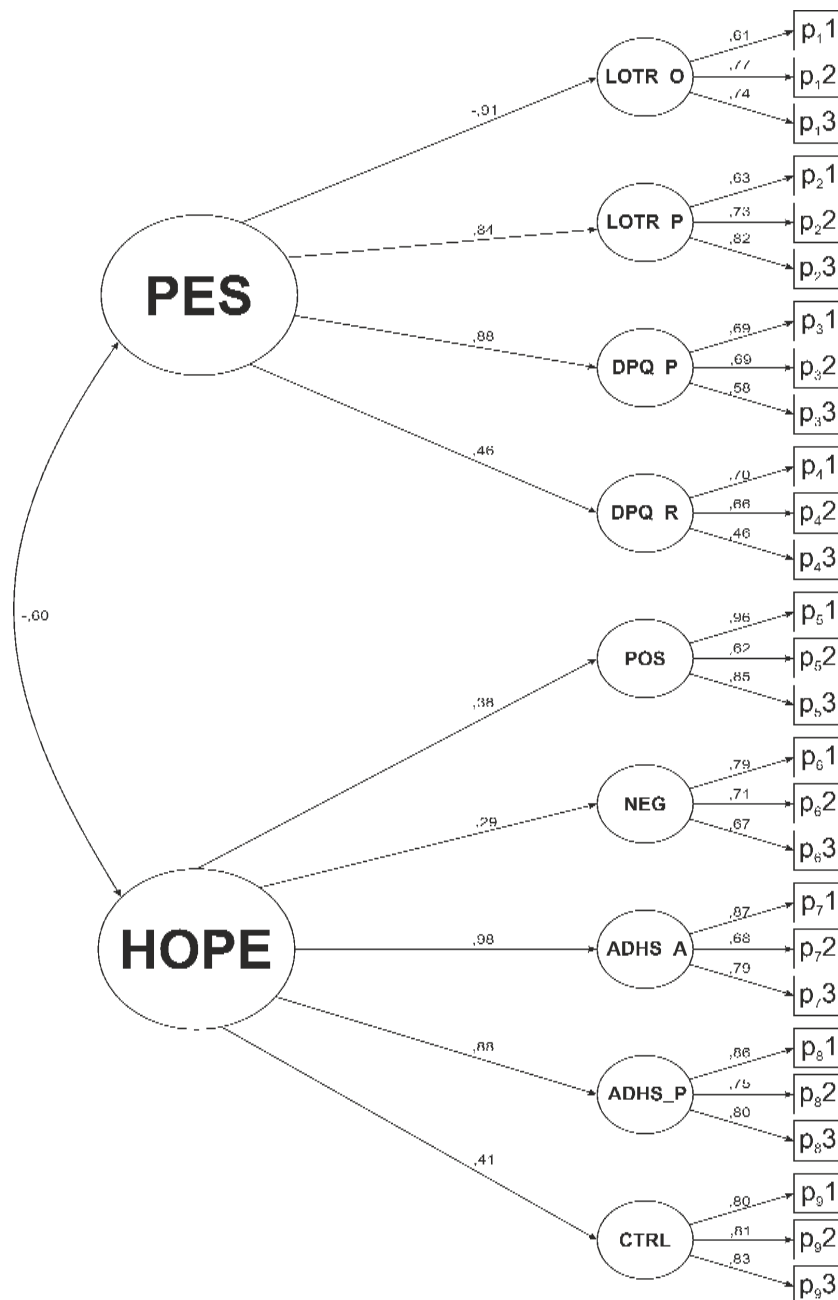 ,61
p₁1
LOTR O
,77
p₁2
,74
p₁3
-,91
,63
p₂1
LOTR P
,73
p₂2
,82
p₂3
,84
PES
,69
p₃1
,88
DPQ P
,69
p₃2
,58
p₃3
,46
,70
p₄1
DPQ R
,66
p₄2
,46
p₄3
-,60
,96
p₅1
POS
,62
p₅2
,85
p₅3
,38
,79
p₆1
NEG
,71
p₆2
,29
,67
p₆3
,87
p₇1
HOPE
,98
ADHS A
,68
p₇2
,79
p₇3
,88
,86
p₈1
ADHS_P
,75
p₈2
,80
p₈3
,41
,80
p₉1
CTRL
,81
p₉2
,83
p₉3